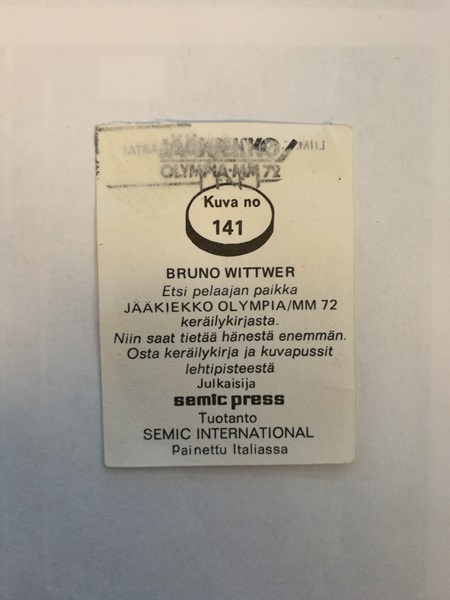 JÄÄKIEKKO/
OLYMPIA-MM 72
Kuva no
141
BRUNO WITTWER
Etsi pelaajan paikka
JÄÄKIEKKO OLYMPIA/MM 72
keräilykirjasta.
Niin saat tietää hänestä enemmän.
Osta keräilykirja ja kuvapussit
lehtipisteestä
Julkaisija
semic press
Tuotanto
SEMIC INTERNATIONAL
Painettu Italiassa